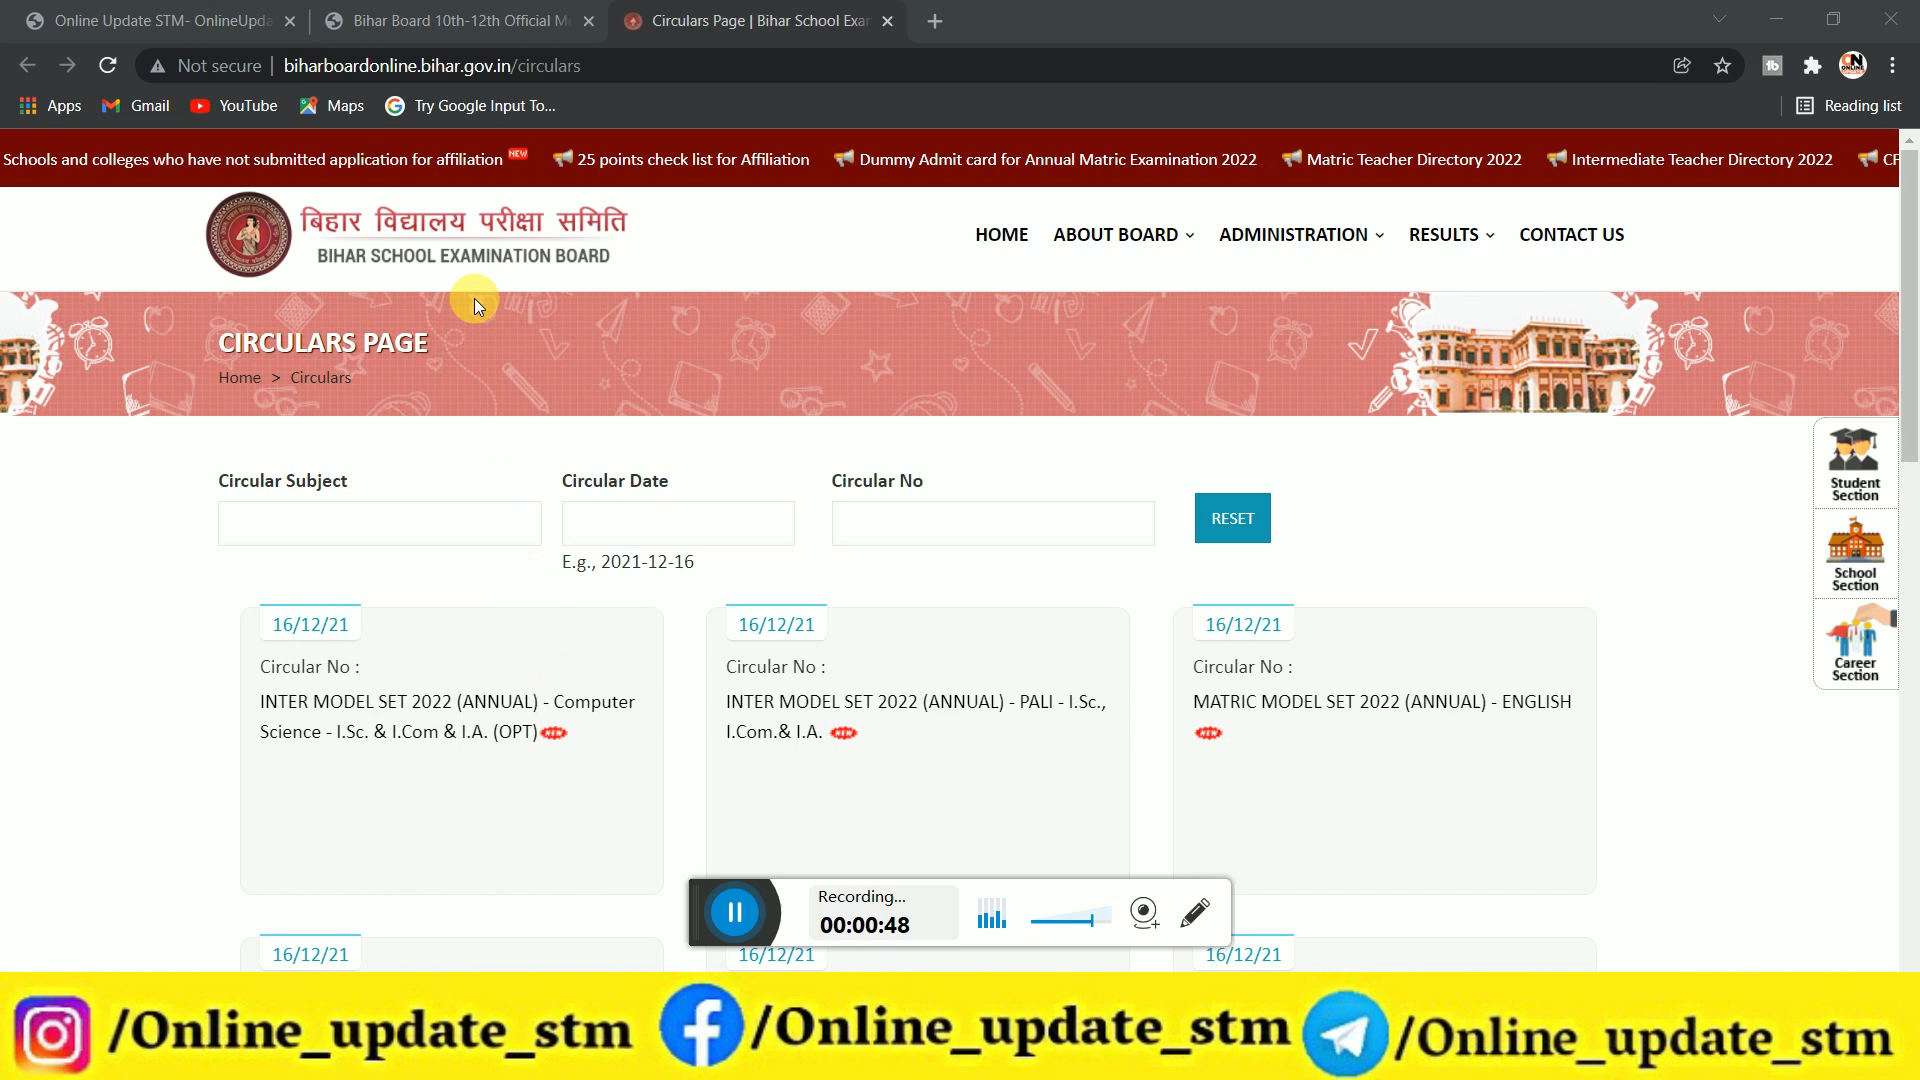 Online Update STM- OnlineUpda
Bihar Board 10th-12th Official M
Circulars Page | Bihar School Exar
Not secure | biharboardonline.bihar.gov.in/circulars
Apps Gmail YouTube Maps Try Google Input To... Reading list
Schools and colleges who have not submitted application for affiliation NEW 25 points check list for Affiliation Dummy Admit card for Annual Matric Examination 2022 Matric Teacher Directory 2022 Intermediate Teacher Directory 2022 CF
बिहार विद्यालय परीक्षा समिति
BIHAR SCHOOL EXAMINATION BOARD
HOME ABOUT BOARD ADMINISTRATION RESULTS CONTACT US
CIRCULARS PAGE
Home > Circulars
Circular Subject Circular Date Circular No
RESET
E.g., 2021-12-16
Student
Section
School
Section
Career
Section
16/12/21
Circular No :
INTER MODEL SET 2022 (ANNUAL) - Computer
Science - I.Sc. & I.Com & I.A. (OPT) NEW
16/12/21
Circular No :
INTER MODEL SET 2022 (ANNUAL) - PALI - I.Sc.,
I.Com.& I.A. NEW
16/12/21
Circular No :
MATRIC MODEL SET 2022 (ANNUAL) - ENGLISH
NEW
Recording...
00:00:48
16/12/21 16/12/21 16/12/21
/Online_update_stm /Online_update_stm /Online_update_stm